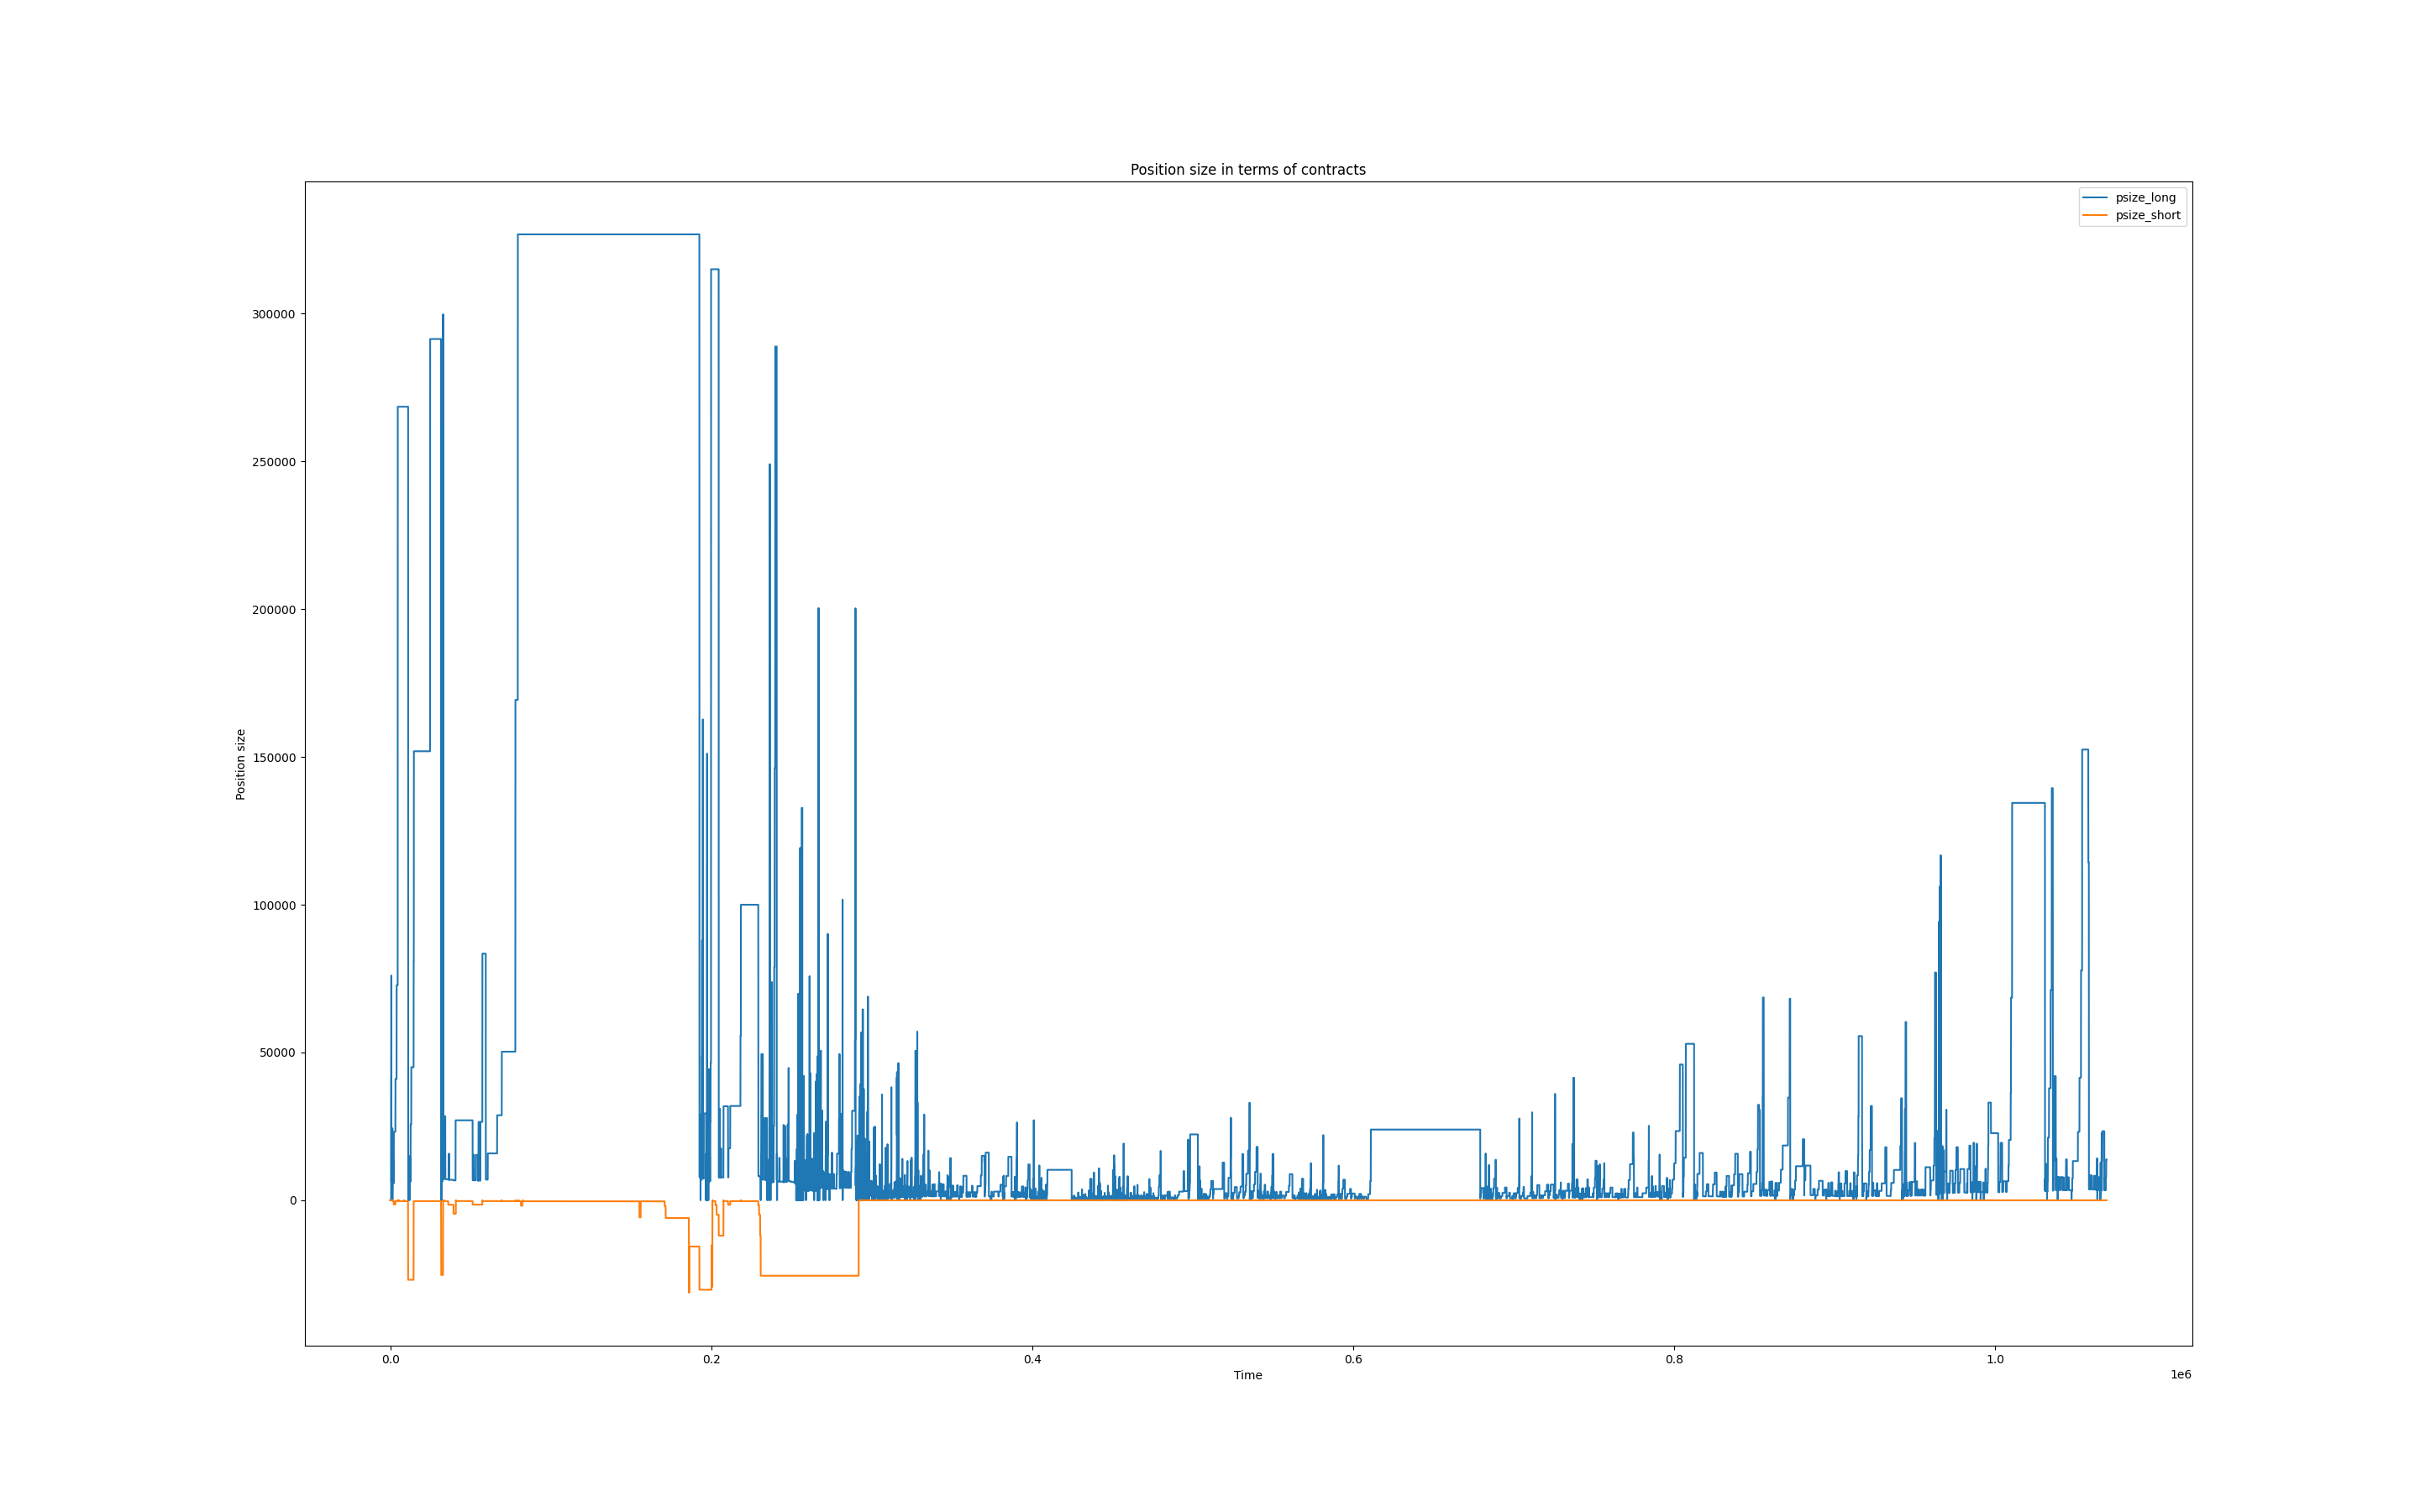 Position size in terms of contracts
psize_long
psize_short
Position size
300000
250000
200000
150000
100000
50000
0
0.0 0.2 0.4 0.6 0.8 1.0
1e6
Time